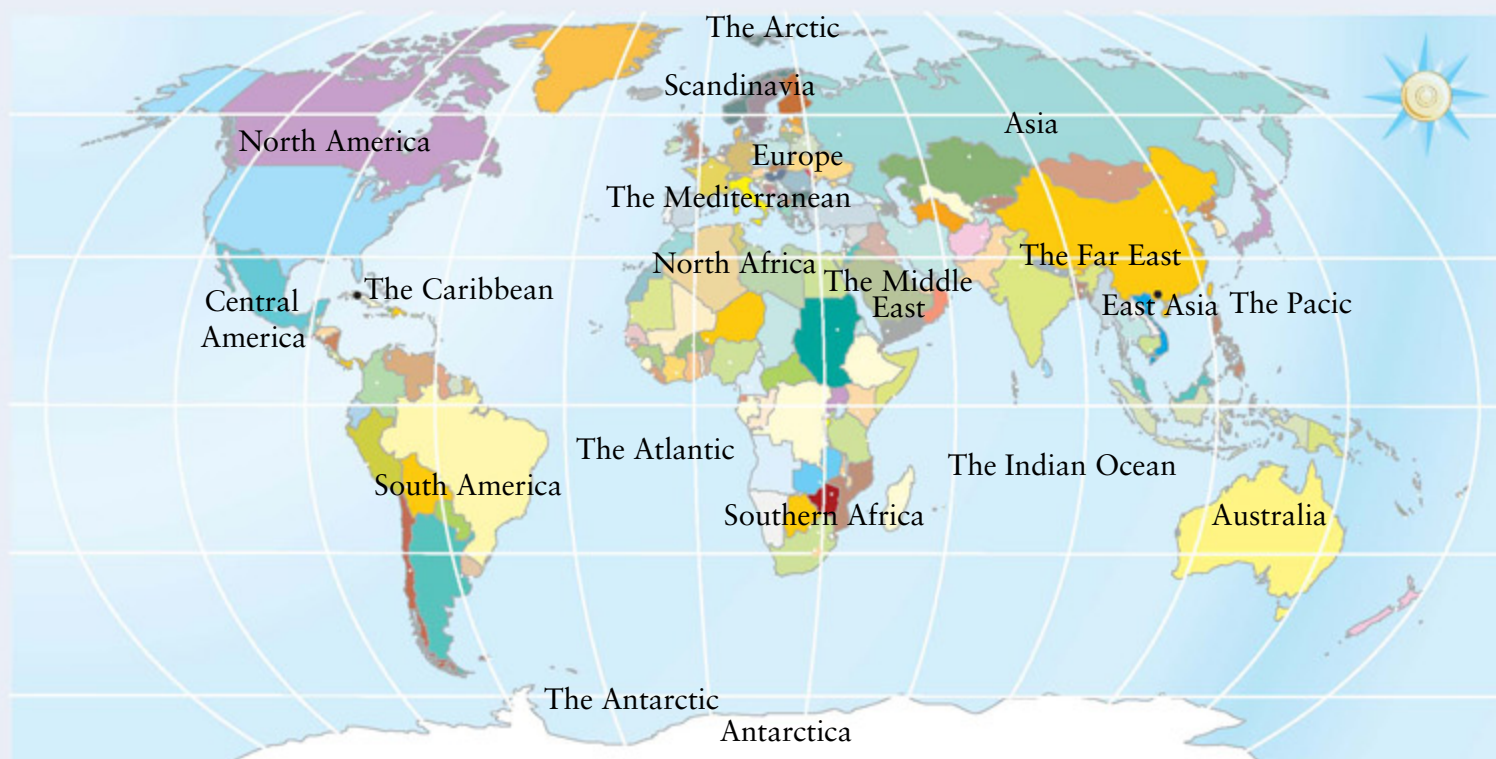 The Arctic
Scandinavia
Asia
North America
Europe
The Mediterranean
The Far East
North Africa
The Middle
East
The Caribbean
Central
America
East Asia
The Pacic
The Atlantic
The Indian Ocean
South America
Southern Africa
Australia
The Antarctic
Antarctica